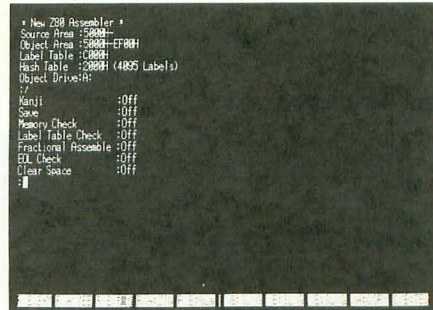 * New Z80 Assembler *
Source Area :5000H-
Object Area :5000H-EF00H
Label Table :C000H
Hash Table :2000H (4095 Labels)
Object Drive:A:
:/
Kanji :Off
Save :Off
Memory Check :Off
Label Table Check :Off
Fractional Assemble :Off
EOL Check :Off
Clear Space :Off
: